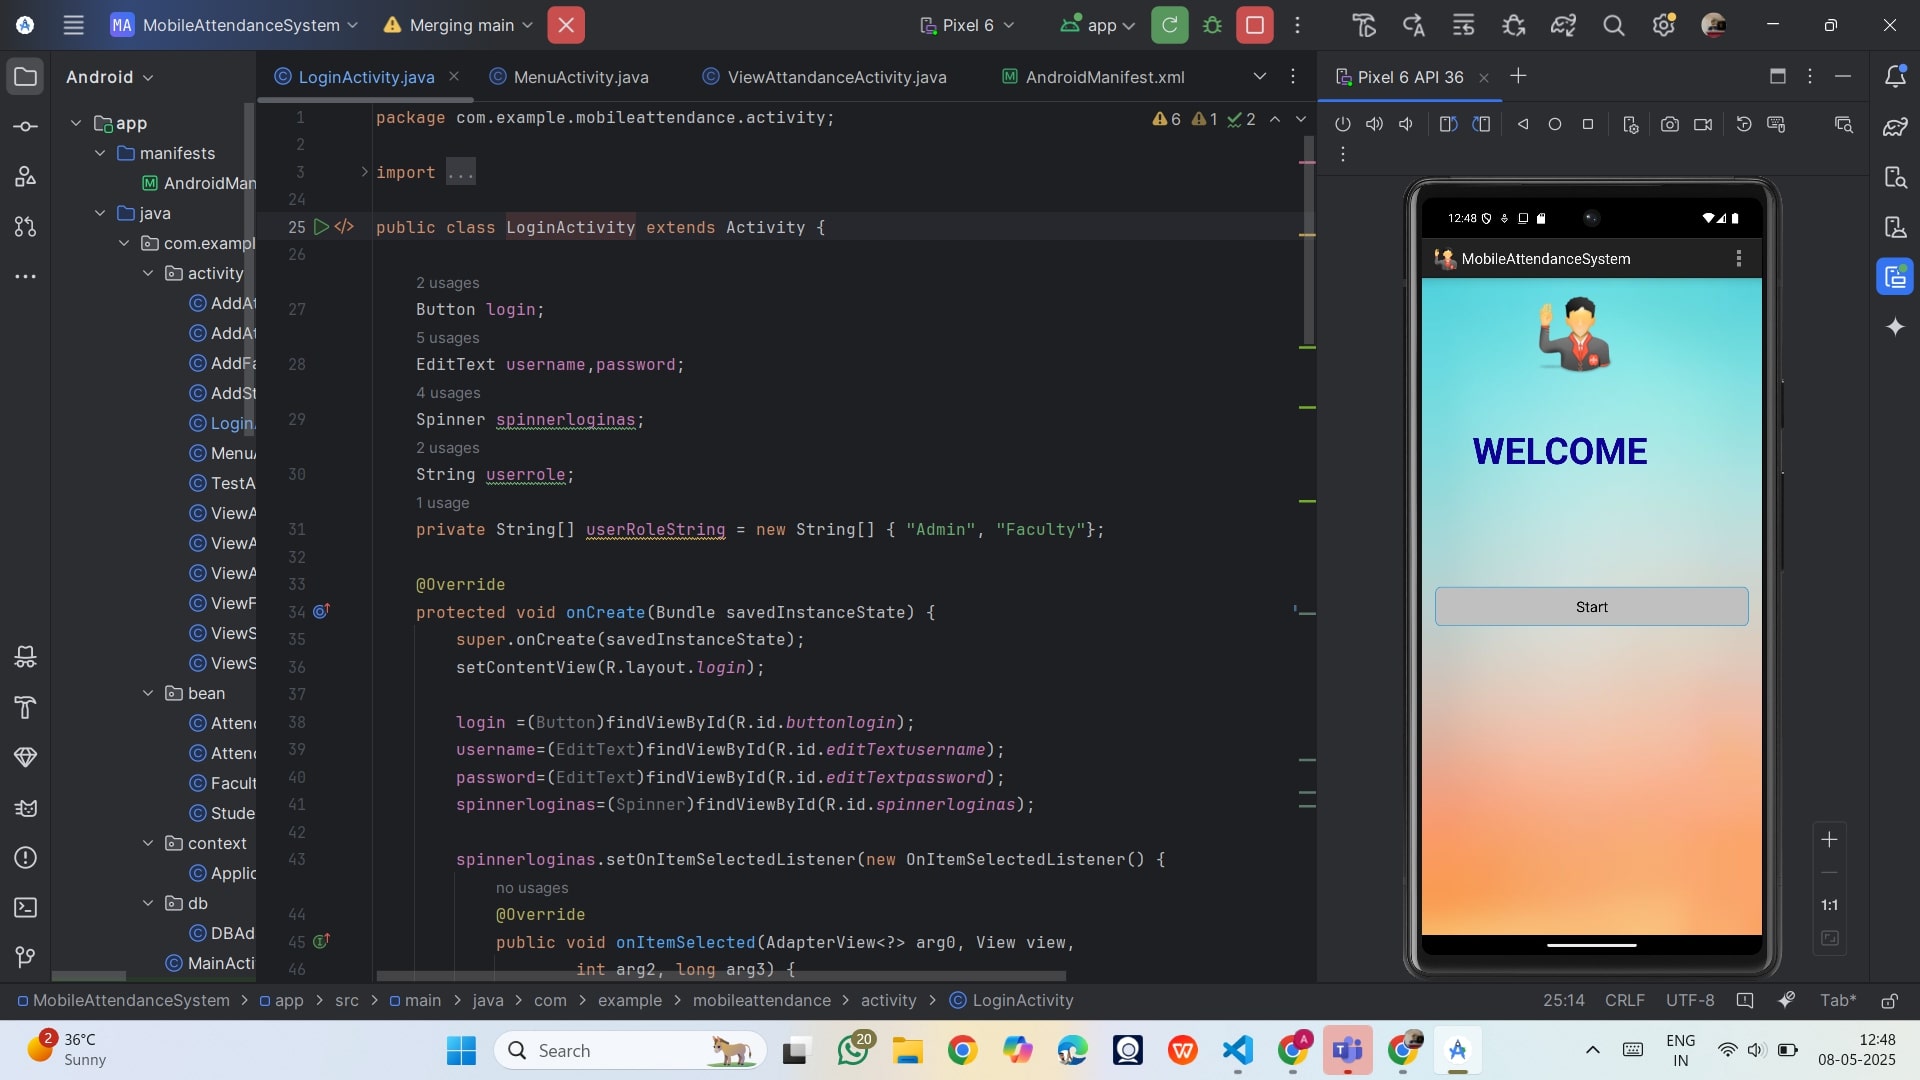 MA MobileAttendanceSystem
Merging main
Pixel 6
app
Android
LoginActivity.java
MenuActivity.java
ViewAttandanceActivity.java
AndroidManifest.xml
Pixel 6 API 36
app
manifests
AndroidMan
java
com.exampl
activity
AddAt
AddAt
AddFa
AddSt
Login
MenuA
TestA
ViewA
ViewA
ViewA
ViewF
ViewS
ViewS
bean
Attend
Attend
Facult
Stude
context
Applic
db
DBAd
MainActi
6 1 2
1 package com.example.mobileattendance.activity;
2
3 import ...
24
25 public class LoginActivity extends Activity {
26
2 usages
27 Button login;
5 usages
28 EditText username,password;
4 usages
29 Spinner spinnerloginas;
2 usages
30 String userrole;
1 usage
31 private String[] userRoleString = new String[] { "Admin", "Faculty"};
32
33 @Override
34 protected void onCreate(Bundle savedInstanceState) {
35 super.onCreate(savedInstanceState);
36 setContentView(R.layout.login);
37
38 login =(Button)findViewById(R.id.buttonlogin);
39 username=(EditText)findViewById(R.id.editTextusername);
40 password=(EditText)findViewById(R.id.editTextpassword);
41 spinnerloginas=(Spinner)findViewById(R.id.spinnerloginas);
42
43 spinnerloginas.setOnItemSelectedListener(new OnItemSelectedListener() {
no usages
44 @Override
45 public void onItemSelected(AdapterView<?> arg0, View view,
46 int arg2, long arg3) {
12:48
MobileAttendanceSystem
WELCOME
Start
1:1
MobileAttendanceSystem > app > src > main > java > com > example > mobileattendance > activity > LoginActivity
25:14 CRLF UTF-8 Tab*
2
36°C
Sunny
Search
20
A
ENG
IN
12:48
08-05-2025